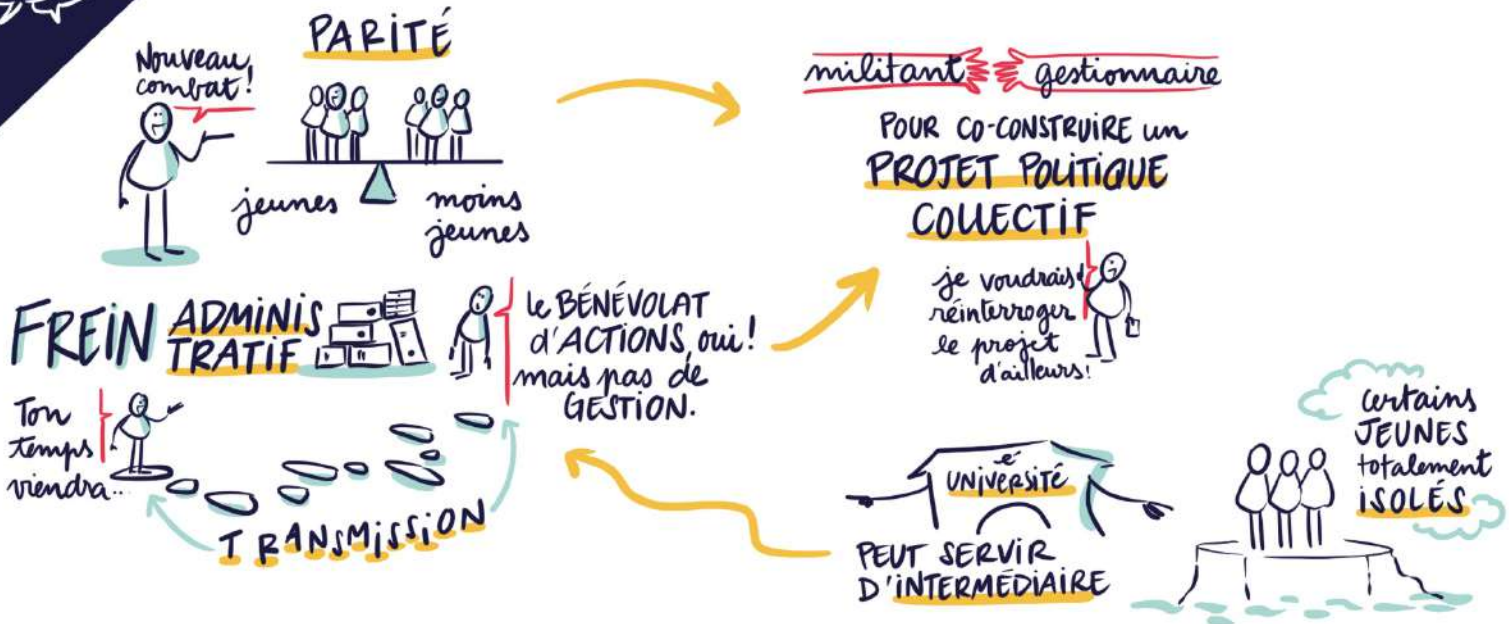 Nouveau
combat!
PARITÉ
jeunes
moins
jeunes
militant
gestionnaire
POUR CO-CONSTRUIRE un
PROJET POLITIQUE
COLLECTIF
je voudrais
réinterroger
le projet
d'ailleurs!
FREIN ADMINIS
TRATIF
le BÉNÉVOLAT
d'ACTIONS, oui!
mais pas de
GESTION.
Ton
temps
viendra...
TRANSMISSION
UNIVERSITÉ
PEUT SERVIR
D'INTERMÉDIAIRE
certains
JEUNES
totalement
ISOLÉS